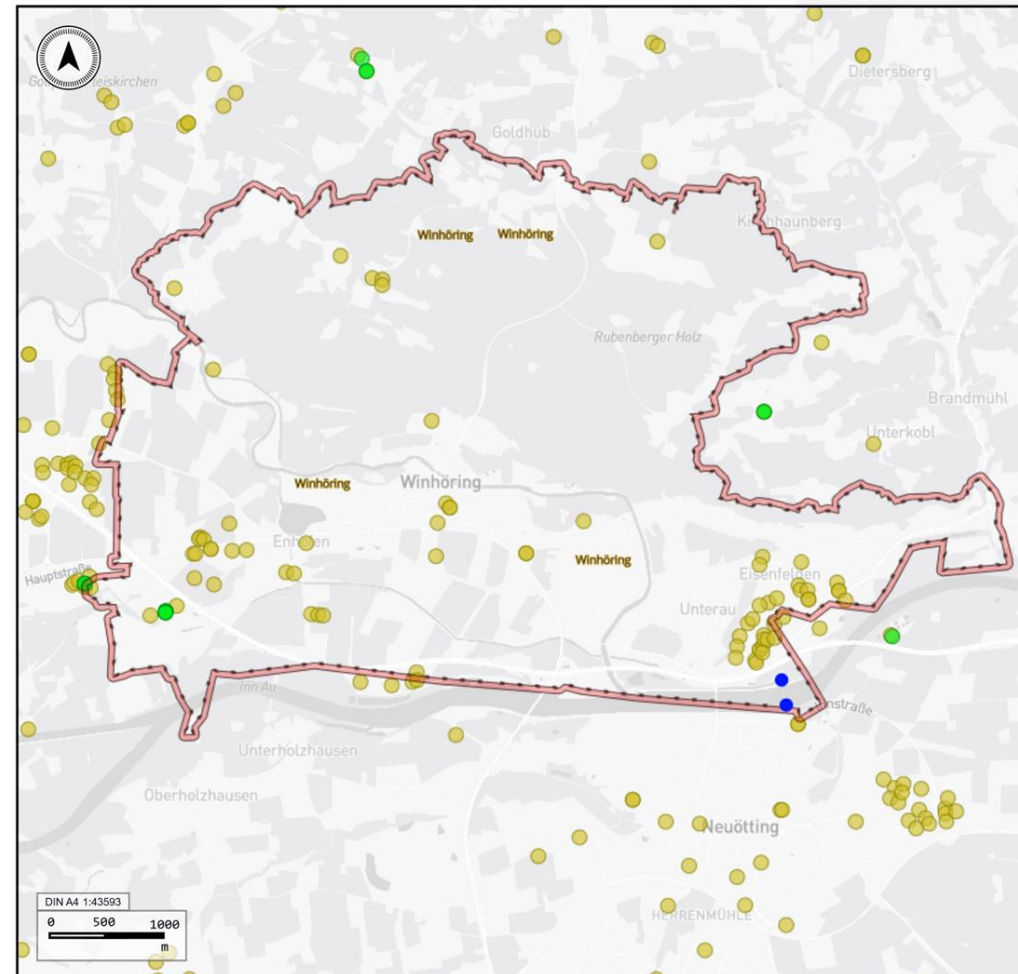 Dietersberg
Goldhub
Kirchhaunberg
Winhöring Winhöring
Rubenberger Holz
Brandmühl
Unterkobl
Winhöring
Winhöring
Enhofen
Winhöring
Hauptstraße
Eisenfelden
Unterau
Inn Au
Unterholzhausen
Oberholzhausen
Neuötting
HERRENMÜHLE
DIN A4 1:43593
0 500 1000
m